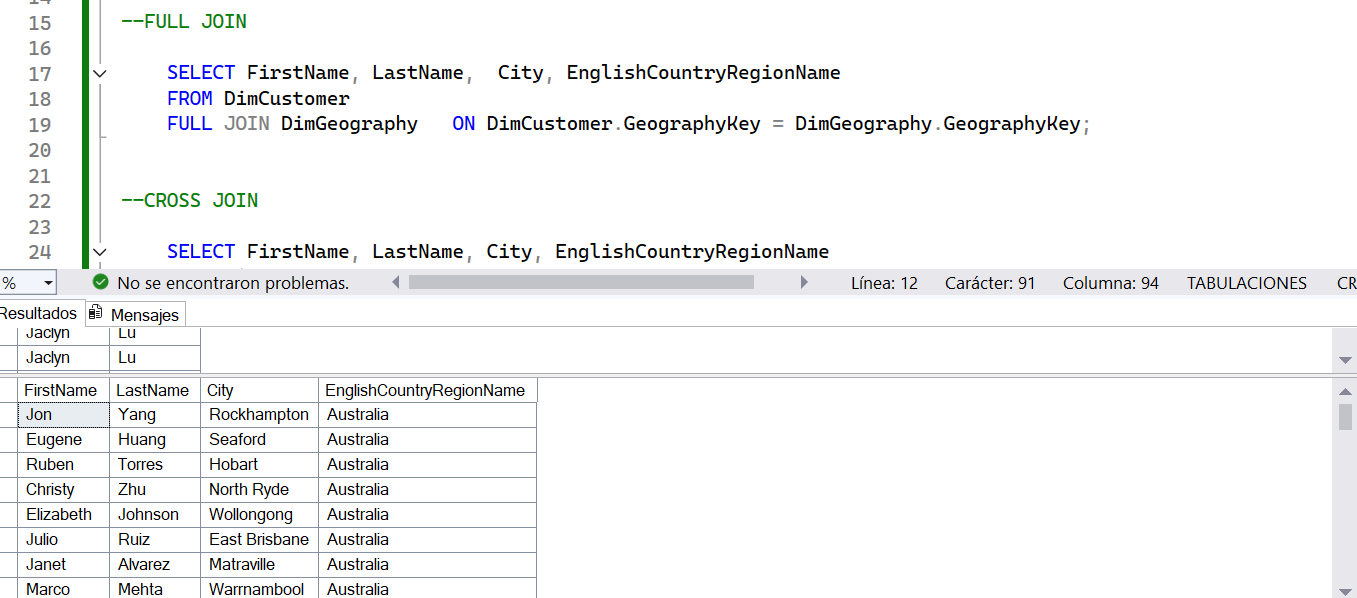 14
15 --FULL JOIN
16
17 SELECT FirstName, LastName,  City, EnglishCountryRegionName
18 FROM DimCustomer
19 FULL JOIN DimGeography   ON DimCustomer.GeographyKey = DimGeography.GeographyKey;
20
21
22 --CROSS JOIN
23
24 SELECT FirstName, LastName, City, EnglishCountryRegionName
% No se encontraron problemas. Línea: 12 Carácter: 91 Columna: 94 TABULACIONES CR
Resultados Mensajes
Jaclyn Lu
Jaclyn Lu
FirstName LastName City EnglishCountryRegionName
Jon Yang Rockhampton Australia
Eugene Huang Seaford Australia
Ruben Torres Hobart Australia
Christy Zhu North Ryde Australia
Elizabeth Johnson Wollongong Australia
Julio Ruiz East Brisbane Australia
Janet Alvarez Matraville Australia
Marco Mehta Warrnambool Australia